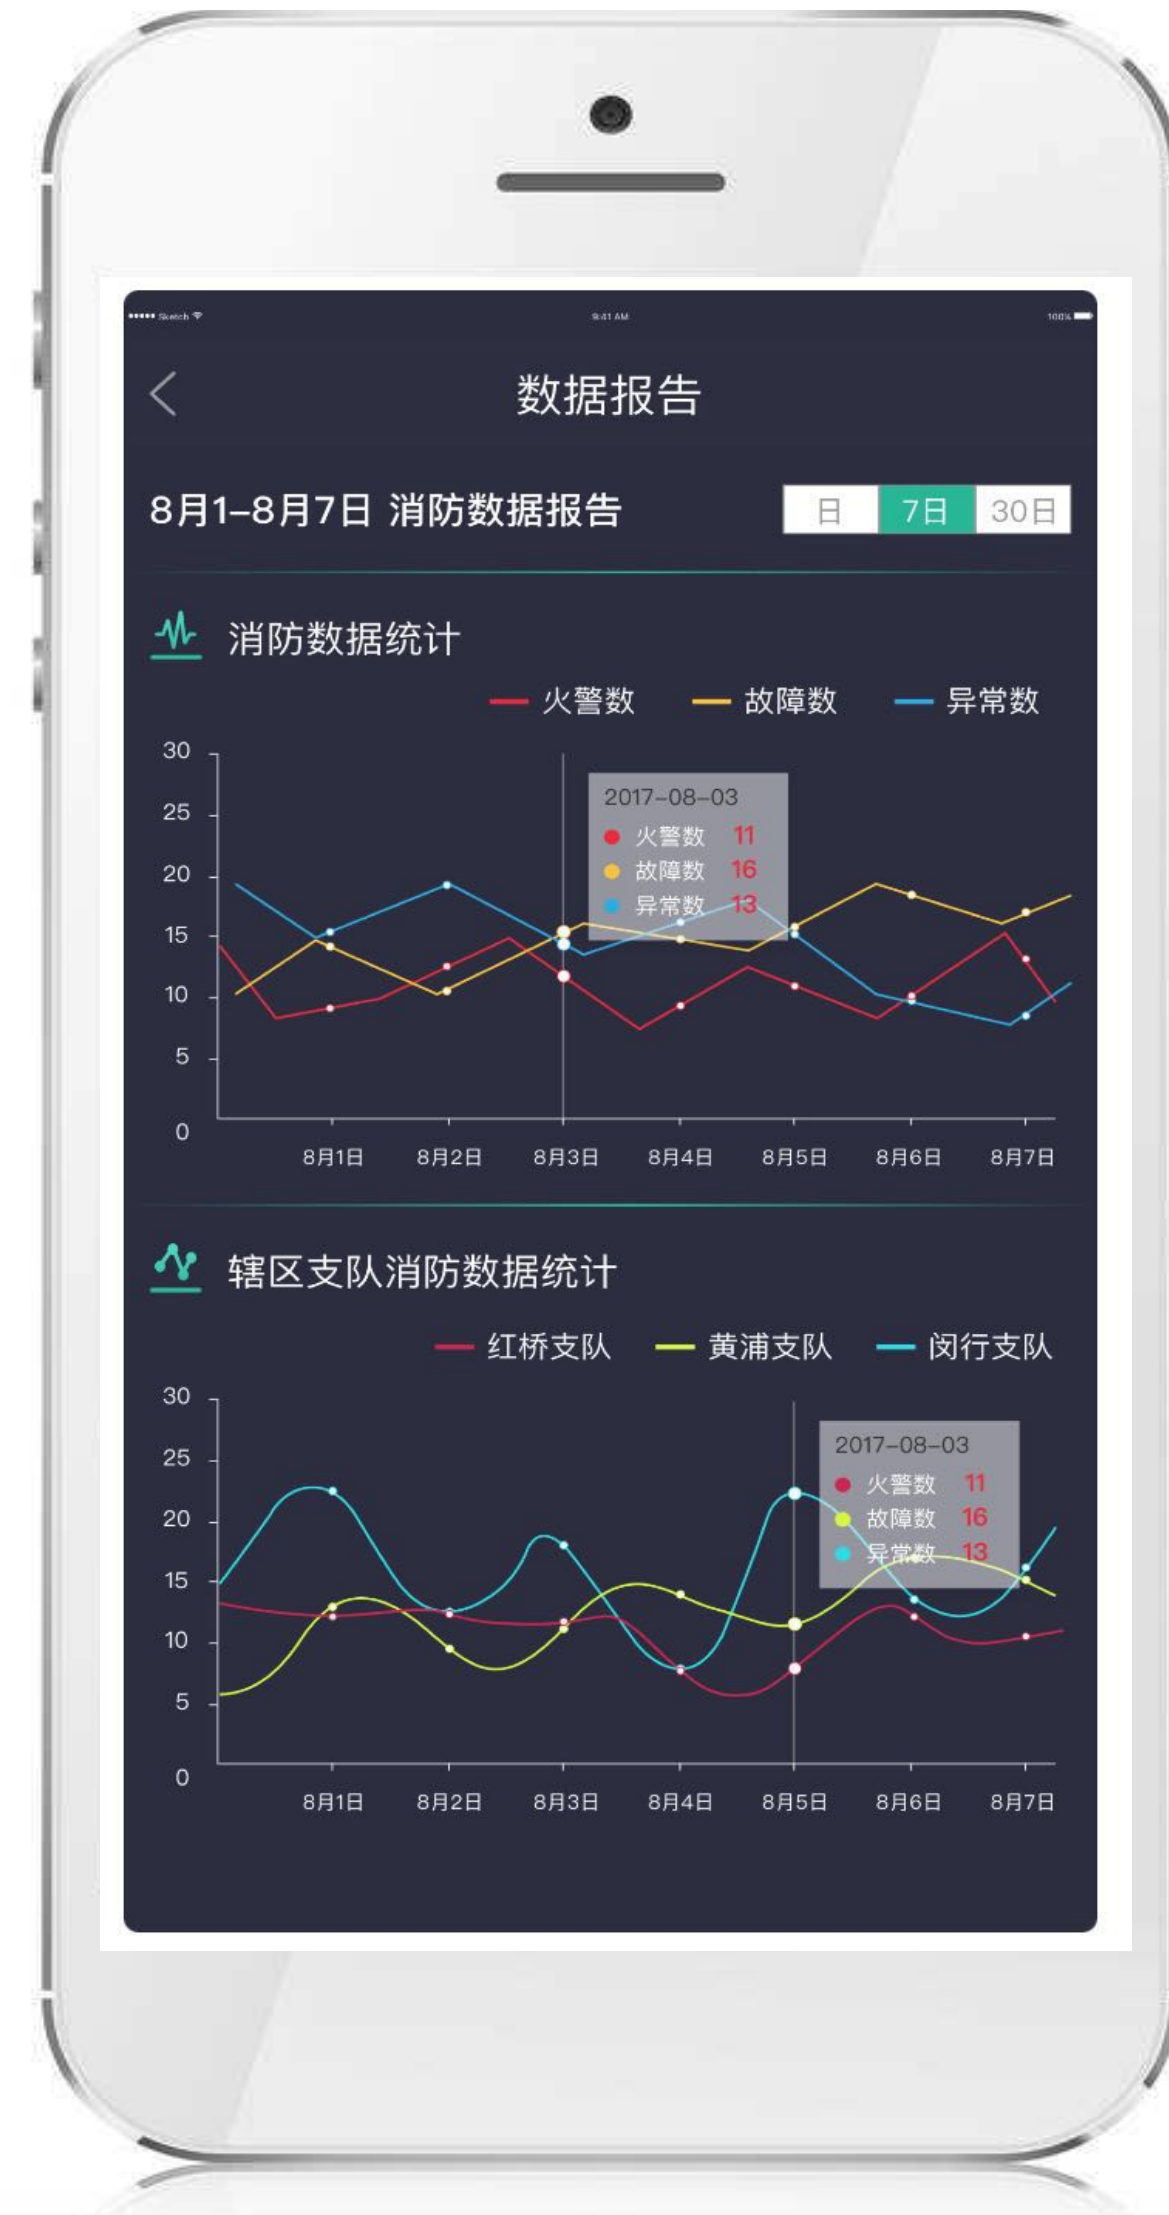 Sketch 9:41 AM 100%
数据报告
8月1–8月7日 消防数据报告 日 7日 30日
消防数据统计
火警数 故障数 异常数
30
25
20
15
10
5
0
2017–08–03
火警数 11
故障数 16
异常数 13
8月1日 8月2日 8月3日 8月4日 8月5日 8月6日 8月7日
辖区支队消防数据统计
红桥支队 黄浦支队 闵行支队
30
25
20
15
10
5
0
2017–08–03
火警数 11
故障数 16
异常数 13
8月1日 8月2日 8月3日 8月4日 8月5日 8月6日 8月7日